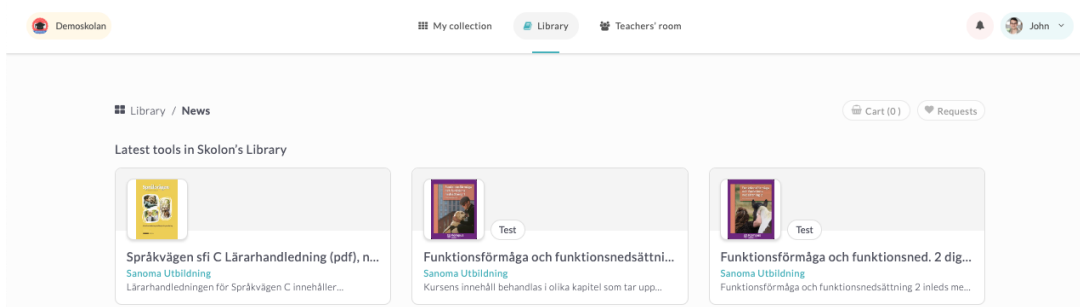 Demoskolan
My collection
Library
Teachers' room
John
Library / News
Cart (0)
Requests
Latest tools in Skolon's Library
Test
Test
Språkvägen sfi C Lärarhandledning (pdf), n...
Sanoma Utbildning
Lärarhandledningen för Språkvägen C innehåller...
Funktionsförmåga och funktionsnedsättni...
Sanoma Utbildning
Kursens innehåll behandlas i olika kapitel som tar upp...
Funktionsförmåga och funktionsned. 2 dig...
Sanoma Utbildning
Funktionsförmåga och funktionsnedsättning 2 inleds me...